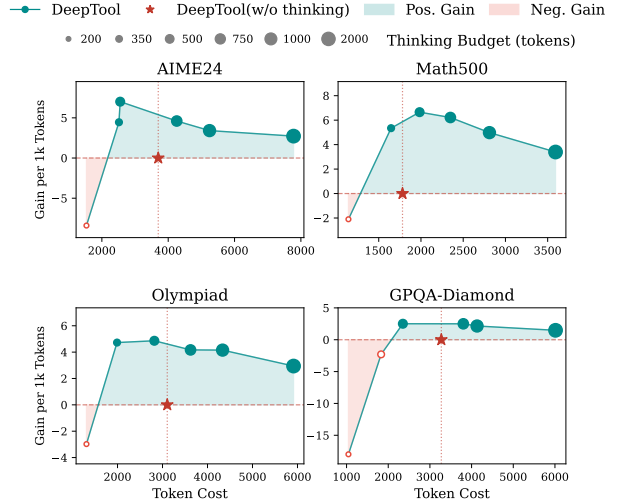 DeepTool DeepTool(w/o thinking) Pos. Gain Neg. Gain
200 350 500 750 1000 2000 Thinking Budget (tokens)
AIME24
Gain per 1k Tokens
5
0
−5
2000 4000 6000 8000
Math500
8
6
4
2
0
−2
1500 2000 2500 3000 3500
Olympiad
Gain per 1k Tokens
6
4
2
0
−2
−4
2000 3000 4000 5000 6000
Token Cost
GPQA-Diamond
5
0
−5
−10
−15
1000 2000 3000 4000 5000 6000
Token Cost